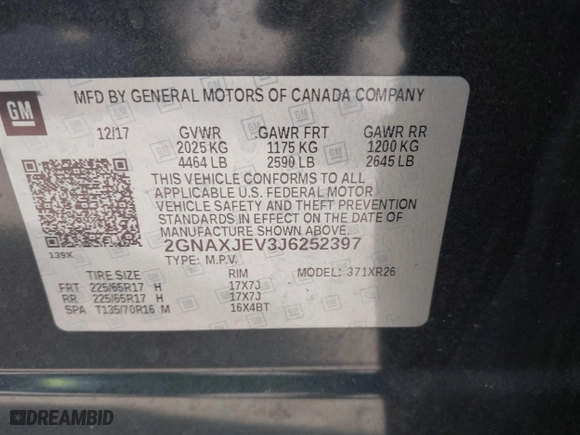 GM
MFD BY GENERAL MOTORS OF CANADA COMPANY
12/17 GVWR GAWR FRT GAWR RR
2025 KG 1175 KG 1200 KG
4464 LB 2590 LB 2645 LB
THIS VEHICLE CONFORMS TO ALL
APPLICABLE U.S. FEDERAL MOTOR
VEHICLE SAFETY AND THEFT
PREVENTION STANDARDS IN
EFFECT ON THE DATE OF
MANUFACTURE SHOWN ABOVE.
2GNAXJEV3J6252397
139X
TYPE: M.P.V.
TIRE SIZE RIM MODEL: 371XR26
FRT 225/65R17 H 17X7J
RR 225/65R17 H 17X7J
SPA T135/70R16 M 16X4BT
DREAMBID